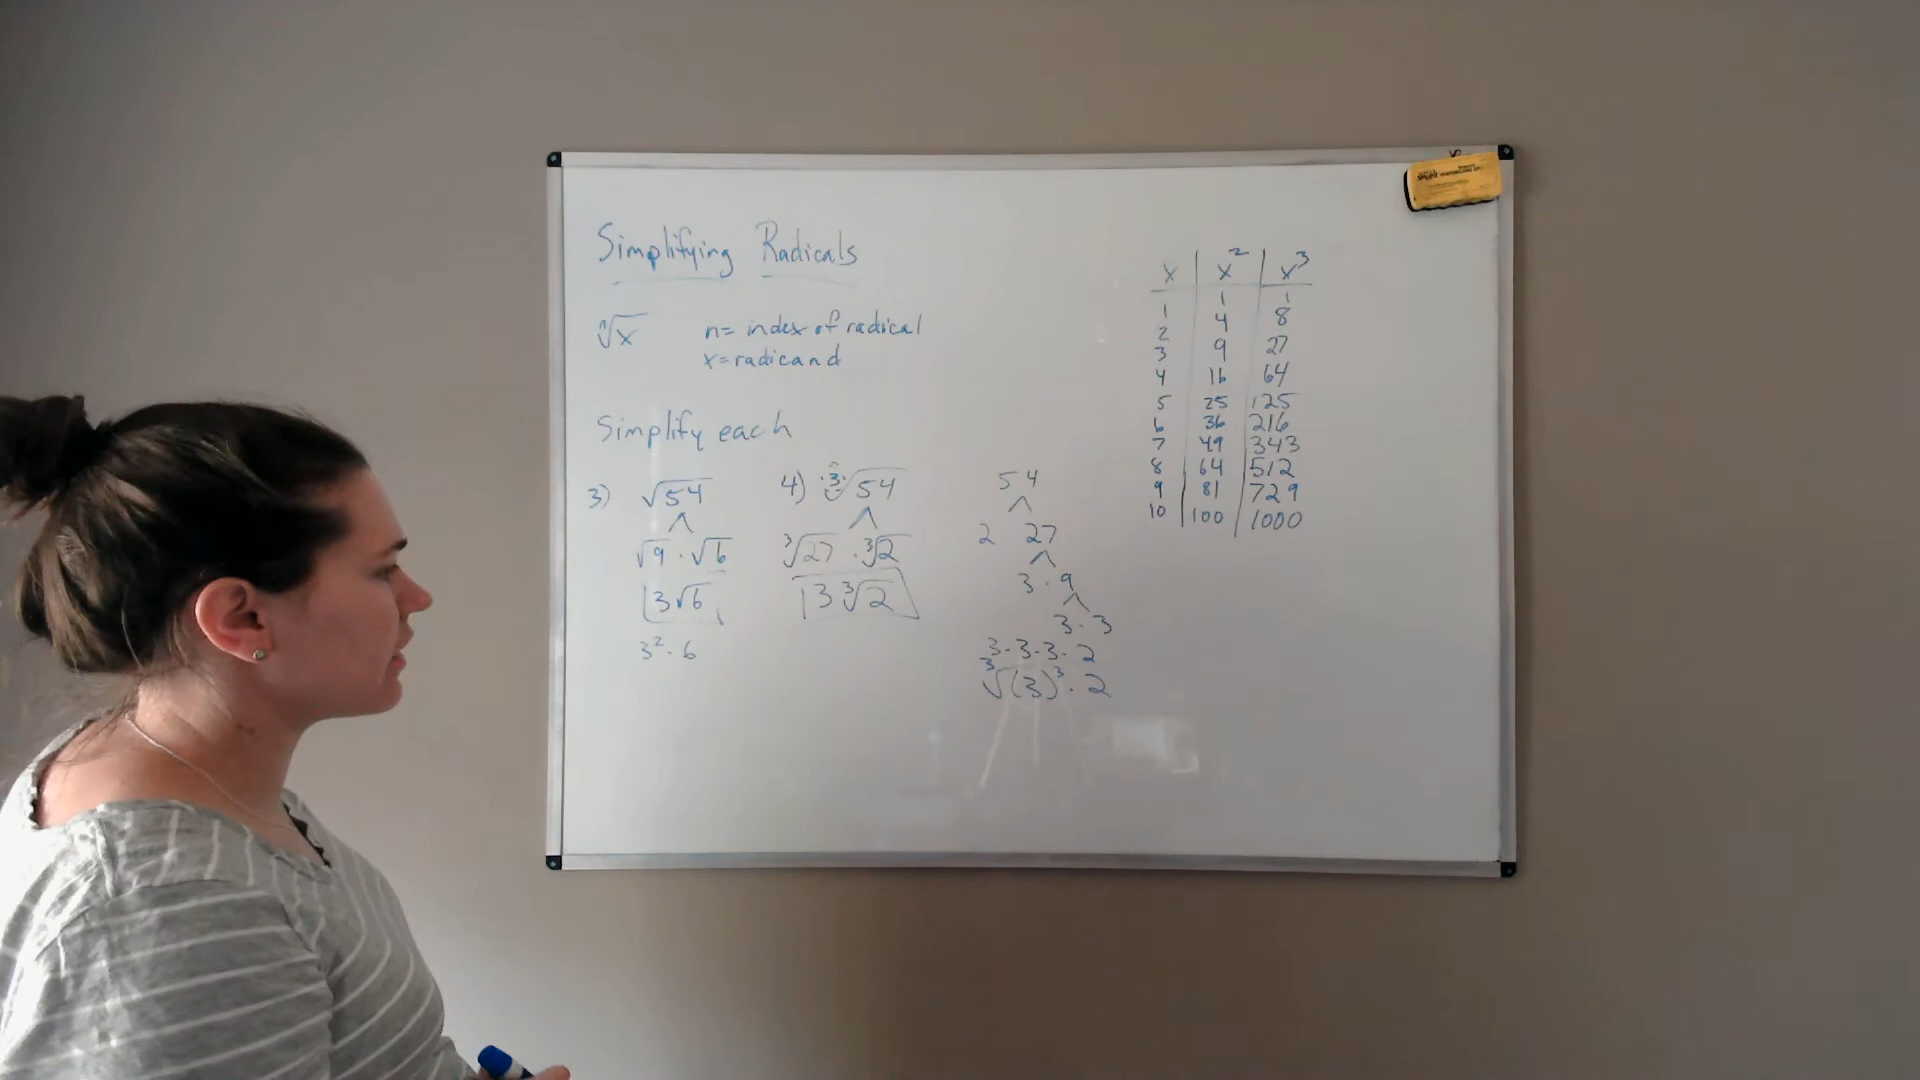 Simplifying Radicals
ⁿ√x n= index of radical
x= radicand
Simplify each
3) √54
√9 · √6
3√6
3² · 6
4) ³√54
³√27 · ³√2
3 ³√2
54
2 27
3 · 9
3 · 3
3 · 3 · 3 · 2
³√(3)³ · 2
x x² x³
1 1 1
2 4 8
3 9 27
4 16 64
5 25 125
6 36 216
7 49 343
8 64 512
9 81 729
10 100 1000